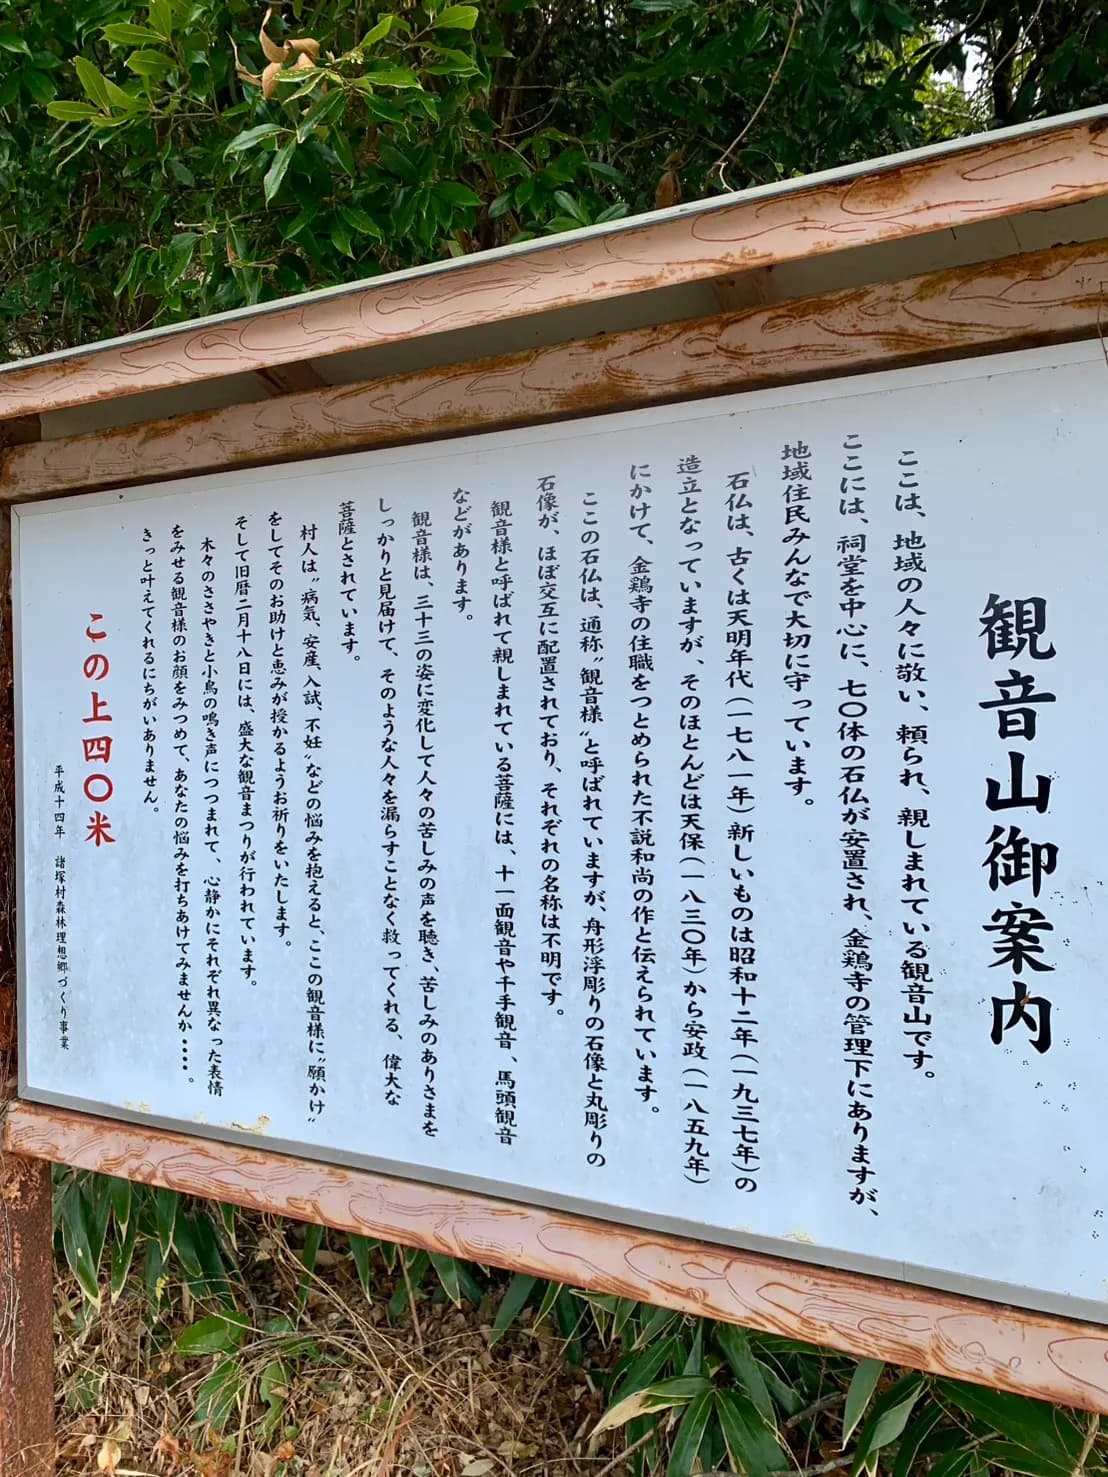 観音山御案内
ここは、地域の人々に敬い、頼られ、親しまれている観音山です。
ここには、祠堂を中心に、七〇体の石仏が安置され、金鶏寺の管理下にありますが、
地域住民みんなで大切に守っています。
石仏は、古くは天明年代(一七八一年)新しいものは昭和十二年(一九三七年)の
造立となっていますが、そのほとんどは天保(一八三〇年)から安政(一八五九年)
にかけて、金鶏寺の住職をつとめられた不説和尚の作と伝えられています。
ここの石仏は、通称〝観音様〟と呼ばれていますが、舟形浮彫りの石像と丸彫りの
石像が、ほぼ交互に配置されており、それぞれの名称は不明です。
観音様と呼ばれて親しまれている菩薩には、十一面観音や千手観音、馬頭観音
などがあります。
観音様は、三十三の姿に変化して人々の苦しみの声を聴き、苦しみのありさまを
しっかりと見届けて、そのような人々を漏らすことなく救ってくれる、偉大な
菩薩とされています。
村人は〝病気、安産、入試、不妊〟などの悩みを抱えると、ここの観音様に〝願かけ〟
をしてそのお助けと恵みが授かるようお祈りをいたします。
そして旧暦二月十八日には、盛大な観音まつりが行われています。
木々のささやきと小鳥の鳴き声につつまれて、心静かにそれぞれ異なった表情
をみせる観音様のお顔をみつめて、あなたの悩みを打ちあけてみませんか・・・・。
きっと叶えてくれるにちがいありません。
この上四〇米
平成十四年　諸塚村森林理想郷づくり事業